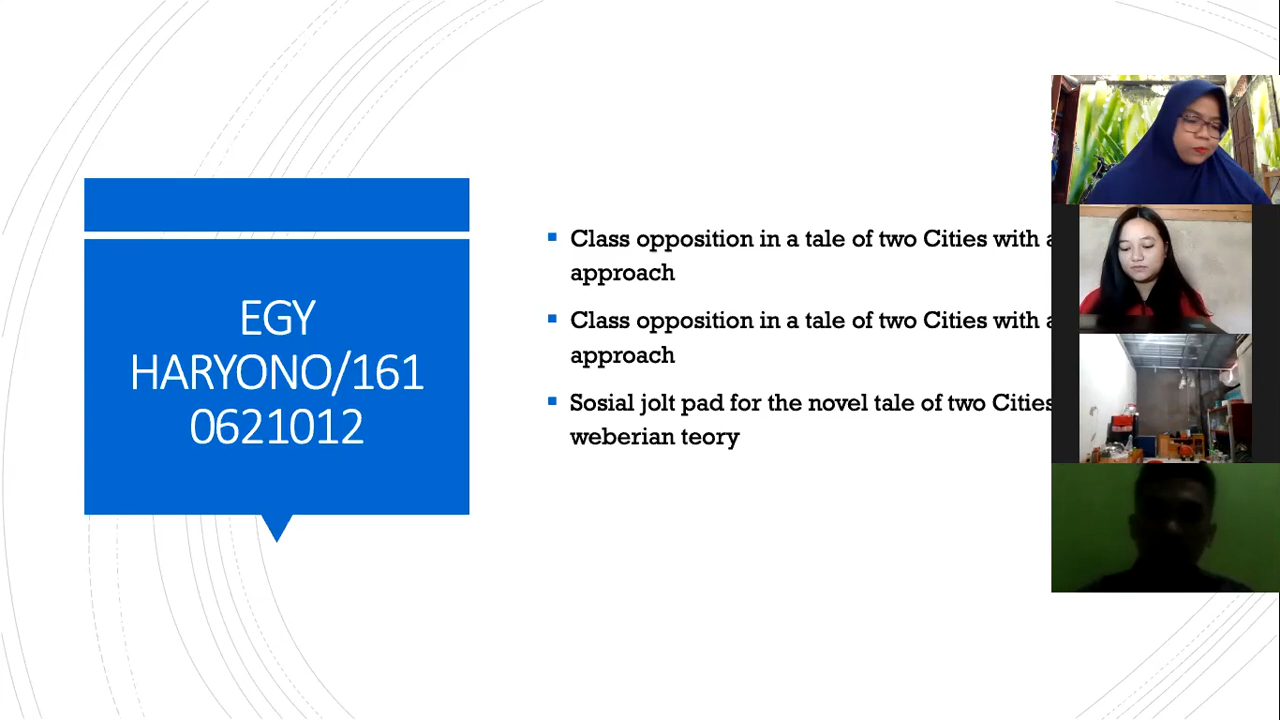 EGY
HARYONO/161
0621012
Class opposition in a tale of two Cities with
approach
Class opposition in a tale of two Cities with
approach
Sosial jolt pad for the novel tale of two Cities
weberian teory